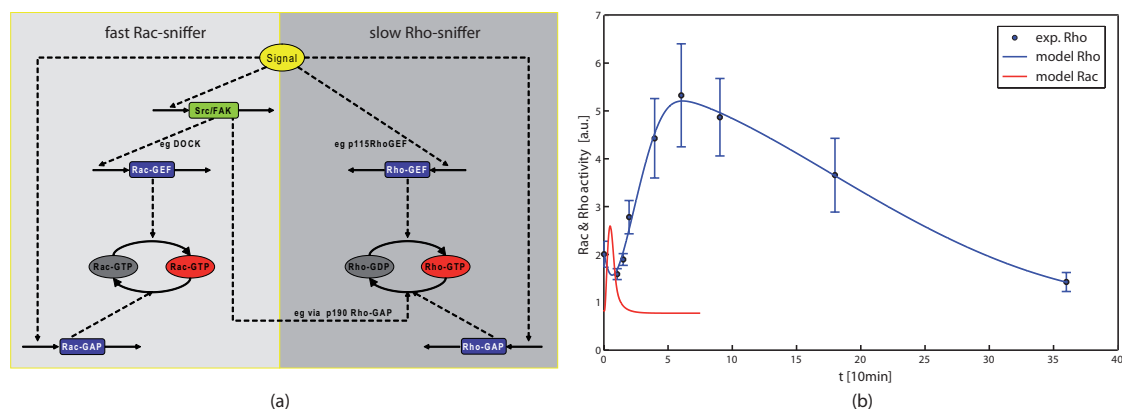 fast Rac-sniffer
slow Rho-sniffer
Signal
Src/FAK
eg DOCK
eg p115RhoGEF
Rac-GEF
Rho-GEF
Rac-GTP
Rac-GTP
Rho-GDP
Rho-GTP
eg via p190 Rho-GAP
Rac-GAP
Rho-GAP
(a)
7
6
5
4
3
2
1
0
Rac & Rho activity [a.u.]
exp. Rho
model Rho
model Rac
0 5 10 15 20 25 30 35 40
t [10min]
(b)